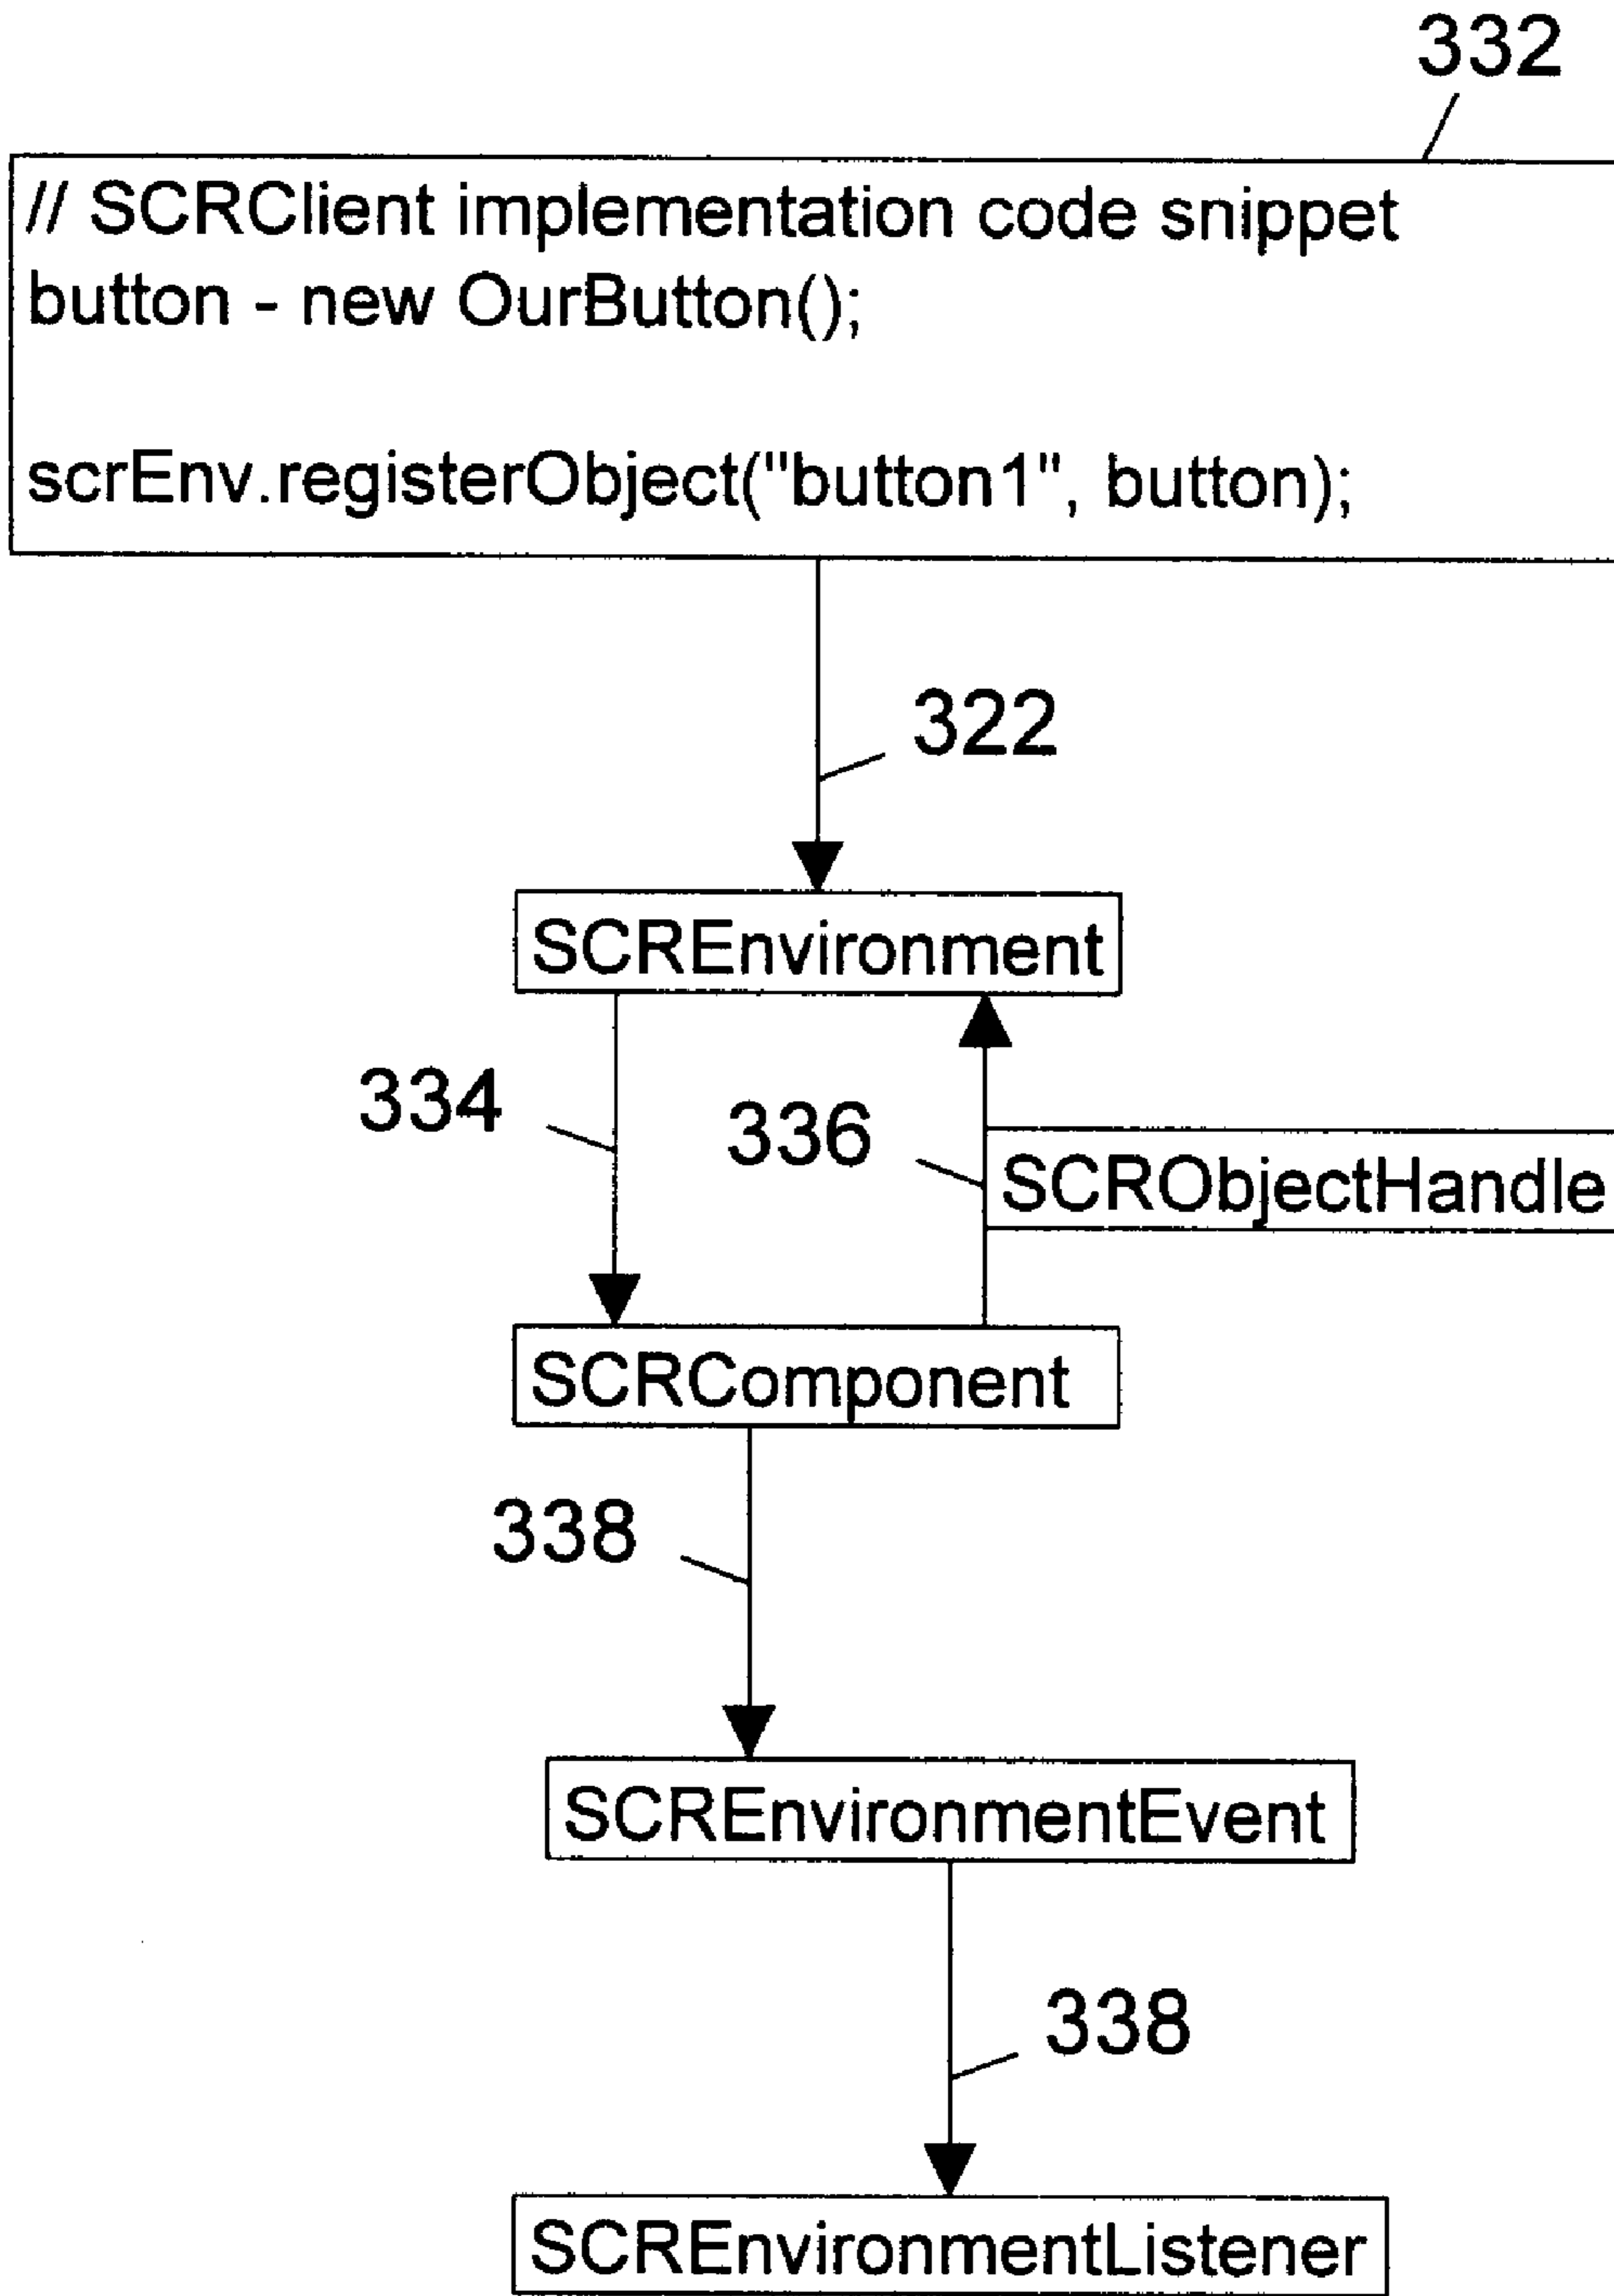 332
// SCRClient implementation code snippet
button - new OurButton();
scrEnv.registerObject("button1", button);
322
SCREnvironment
334
336
SCRObjectHandle
SCRComponent
338
SCREnvironmentEvent
338
SCREnvironmentListener